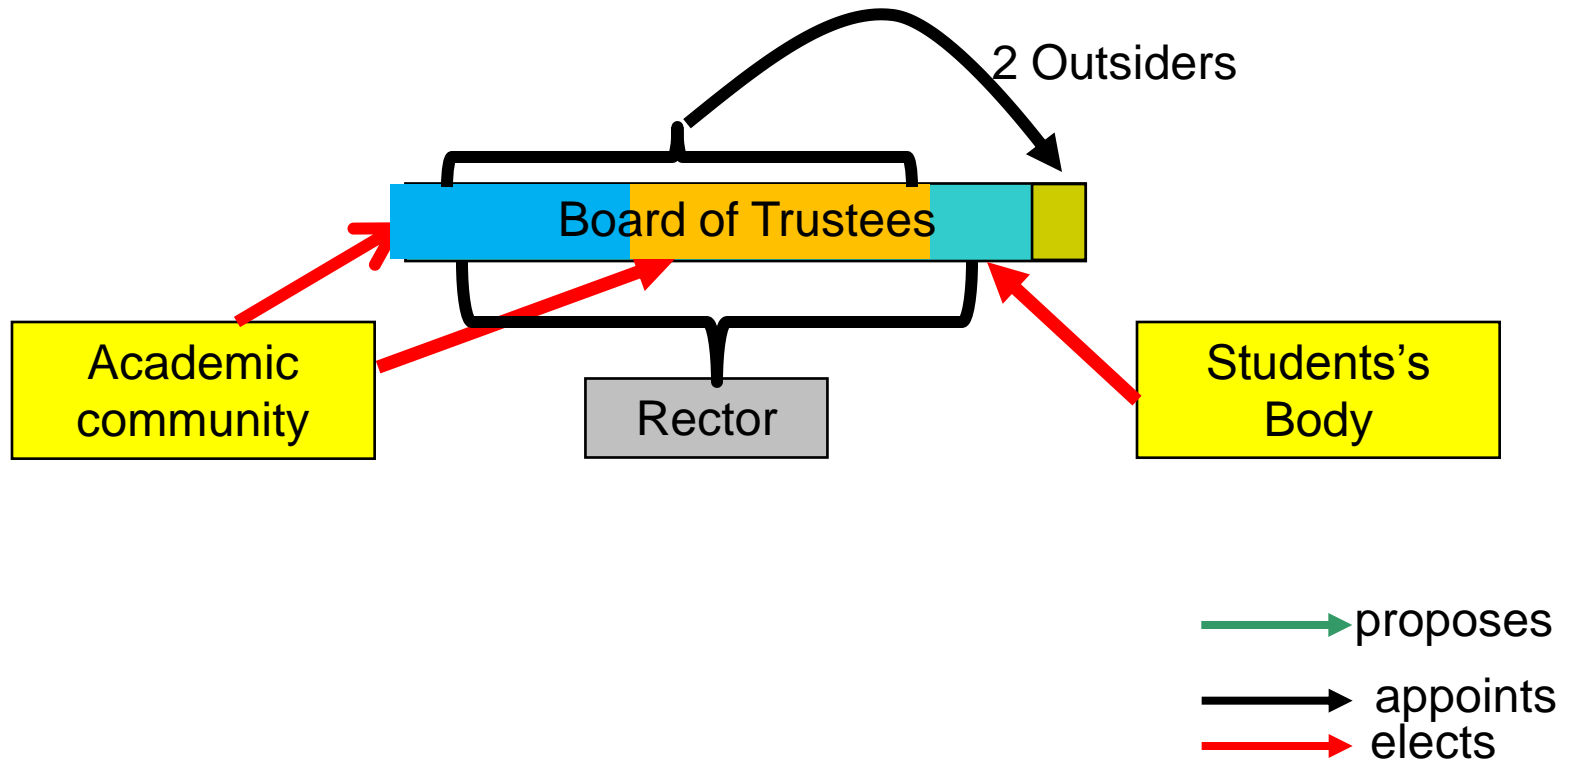 2 Outsiders
Board of Trustees
Academic
community
Rector
Students’s
Body
proposes
appoints
elects